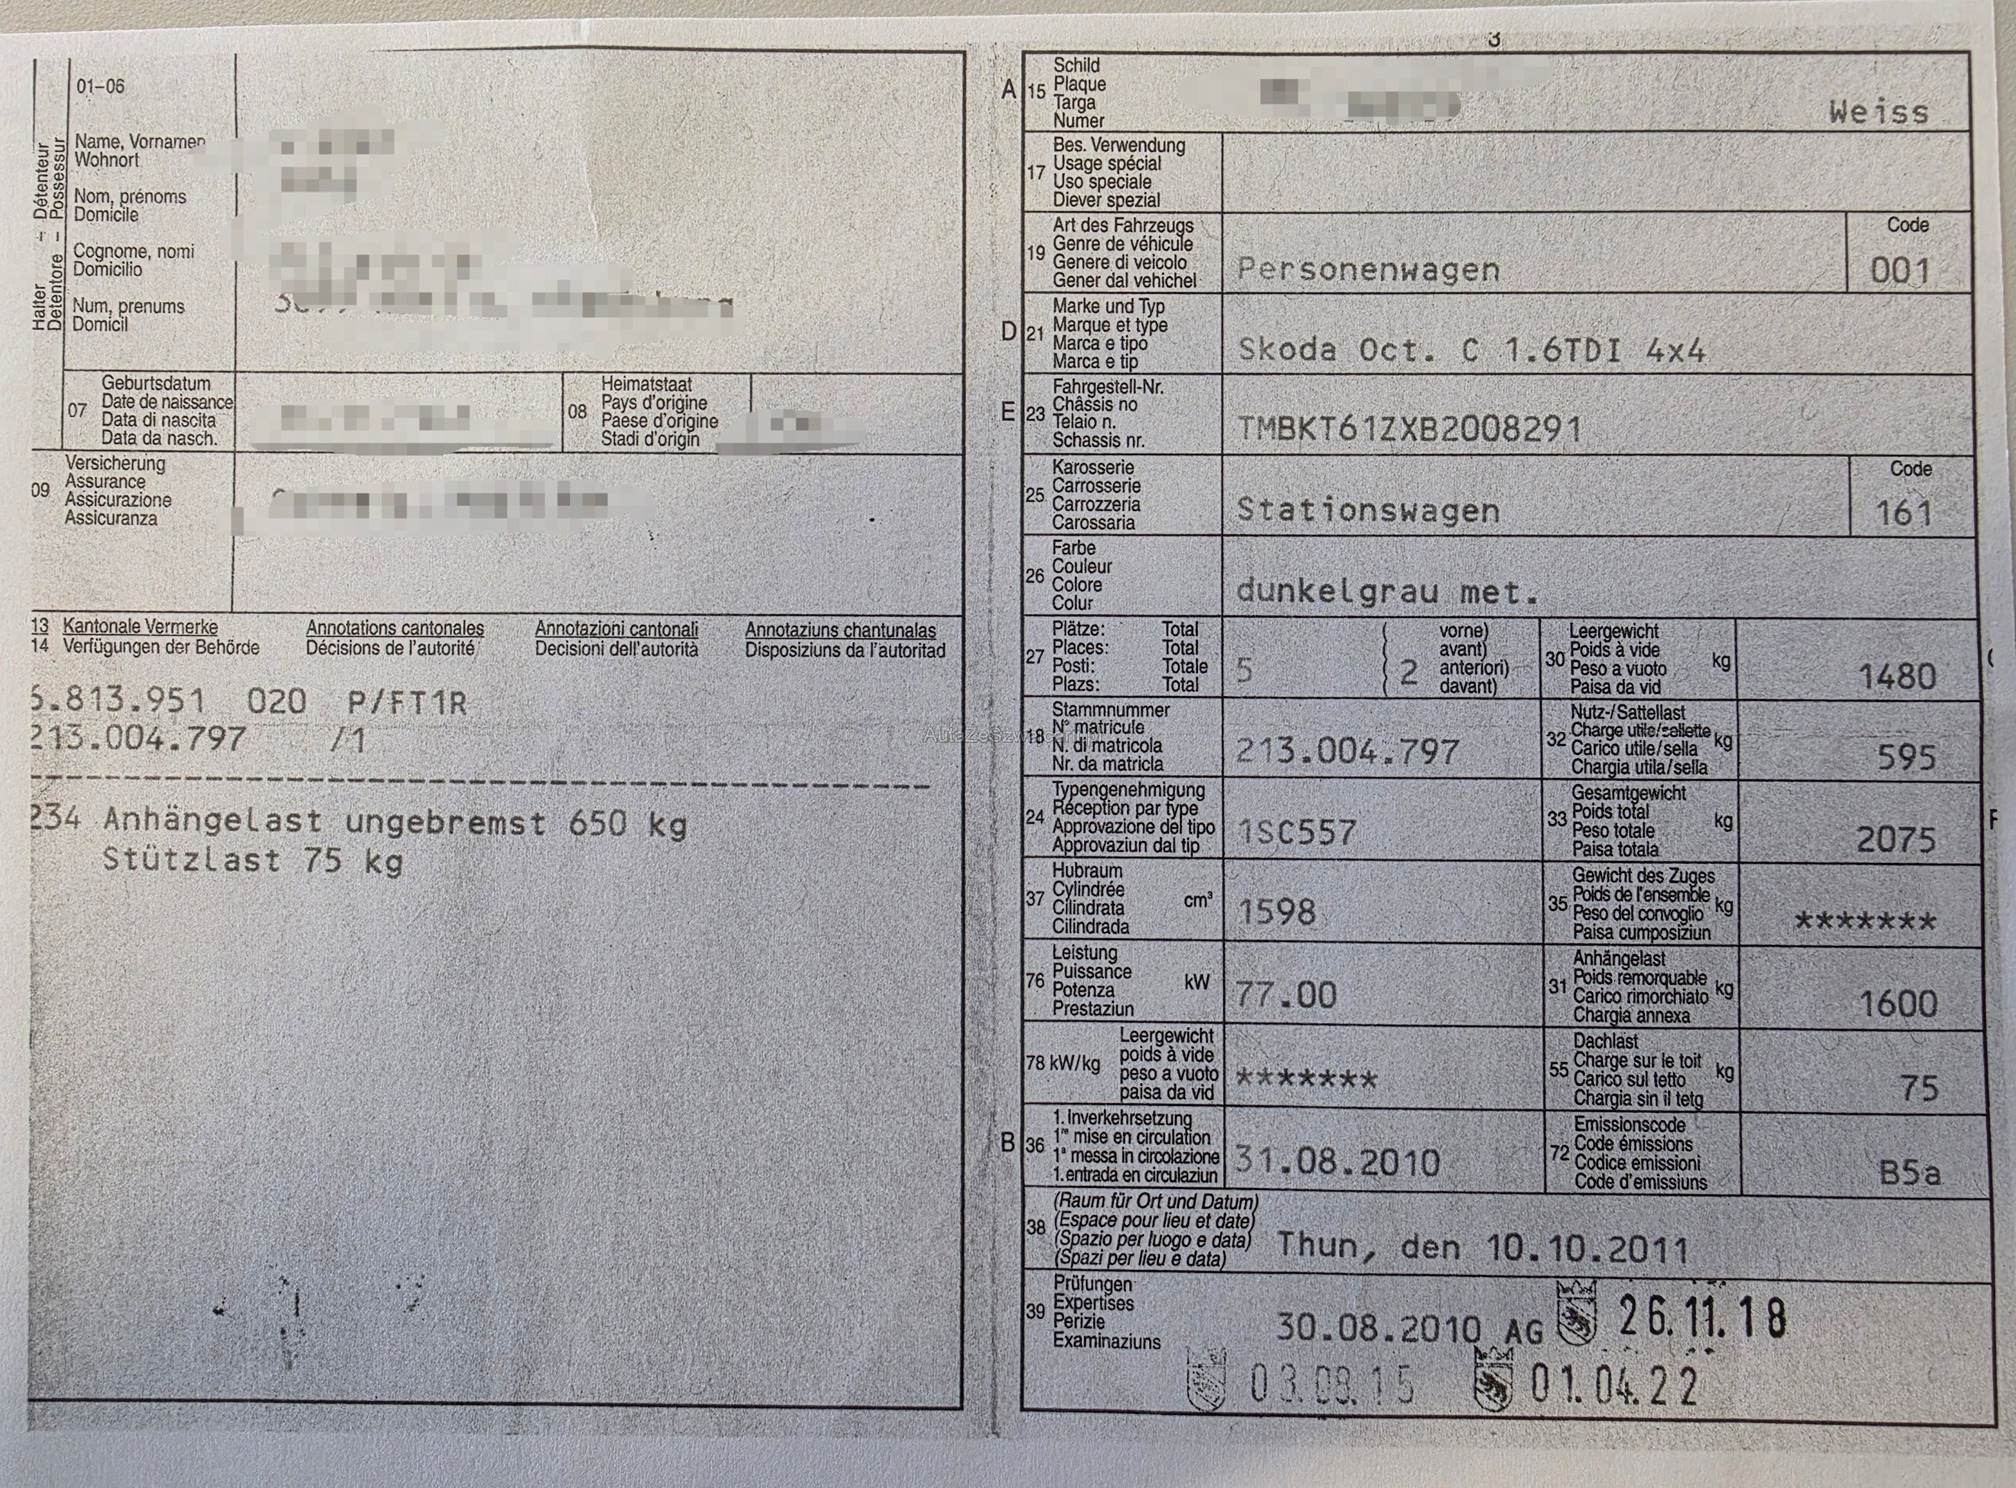 01-06
Halter - Détenteur
Detentore - Possessur
Name, Vornamen
Wohnort
Nom, prénoms
Domicile
Cognome, nomi
Domicilio
Num, prenums
Domicil
07
Geburtsdatum
Date de naissance
Data di nascita
Data da nasch.
08
Heimatstaat
Pays d'origine
Paese d'origine
Stadi d'origin
09
Versicherung
Assurance
Assicurazione
Assicuranza
13 Kantonale Vermerke Annotations cantonales Annotazioni cantonali Annotaziuns chantunalas
14 Verfügungen der Behörde Décisions de l'autorité Decisioni dell'autorità Disposiziuns da l'autoritad
6.813.951 020 P/FT1R
213.004.797 /1
234 Anhängelast ungebremst 650 kg
Stützlast 75 kg
3
A 15
Schild
Plaque
Targa
Numer
Weiss
17
Bes. Verwendung
Usage spécial
Uso speciale
Diever spezial
19
Art des Fahrzeugs
Genre de véhicule
Genere di veicolo
Gener dal vehichel
Personenwagen
Code
001
D 21
Marke und Typ
Marque et type
Marca e tipo
Marca e tip
Skoda Oct. C 1.6TDI 4x4
E 23
Fahrgestell-Nr.
Châssis no
Telaio n.
Schassis nr.
TMBKT61ZXB2008291
25
Karosserie
Carrosserie
Carrozzeria
Carossaria
Stationswagen
Code
161
26
Farbe
Couleur
Colore
Colur
dunkelgrau met.
27
Plätze: Total
Places: Total
Posti: Totale
Plazs: Total
5
2
vorne)
avant)
anteriori)
davant)
30
Leergewicht
Poids à vide
Peso a vuoto
Paisa da vid
kg
1480
18
Stammnummer
N° matricule
N. di matricola
Nr. da matricla
213.004.797
32
Nutz-/Sattellast
Charge utile/sellette
Carico utile/sella
Chargia utila/sella
kg
595
24
Typengenehmigung
Réception par type
Approvazione del tipo
Approvaziun dal tip
1SC557
33
Gesamtgewicht
Poids total
Peso totale
Paisa totala
kg
2075
F
37
Hubraum
Cylindrée
Cilindrata
Cilindrada
cm³
1598
35
Gewicht des Zuges
Poids de l'ensemble
Peso del convoglio
Paisa cumposiziun
kg
*******
76
Leistung
Puissance
Potenza
Prestaziun
kW
77.00
31
Anhängelast
Poids remorquable
Carico rimorchiato
Chargia annexa
kg
1600
78 kW/kg
Leergewicht
poids à vide
peso a vuoto
paisa da vid
*******
55
Dachlast
Charge sur le toit
Carico sul tetto
Chargia sin il tetg
kg
75
B 36
1. Inverkehrsetzung
1re mise en circulation
1a messa in circolazione
1. entrada en circulaziun
31.08.2010
72
Emissionscode
Code émissions
Codice emissioni
Code d'emissiuns
B5a
38
(Raum für Ort und Datum)
(Espace pour lieu et date)
(Spazio per luogo e data)
(Spazi per lieu e data)
Thun, den 10.10.2011
39
Prüfungen
Expertises
Perizie
Examinaziuns
30.08.2010 AG 26.11.18
03.08.15 01.04.22